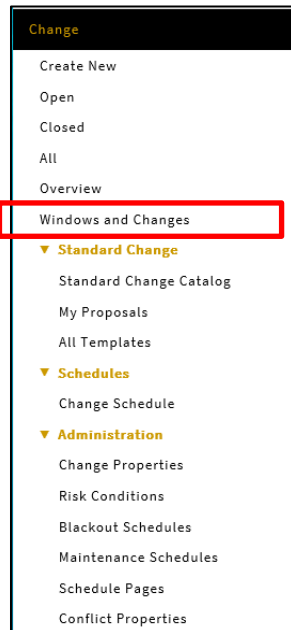 Change
Create New
Open
Closed
All
Overview
Windows and Changes
▼ Standard Change
Standard Change Catalog
My Proposals
All Templates
▼ Schedules
Change Schedule
▼ Administration
Change Properties
Risk Conditions
Blackout Schedules
Maintenance Schedules
Schedule Pages
Conflict Properties